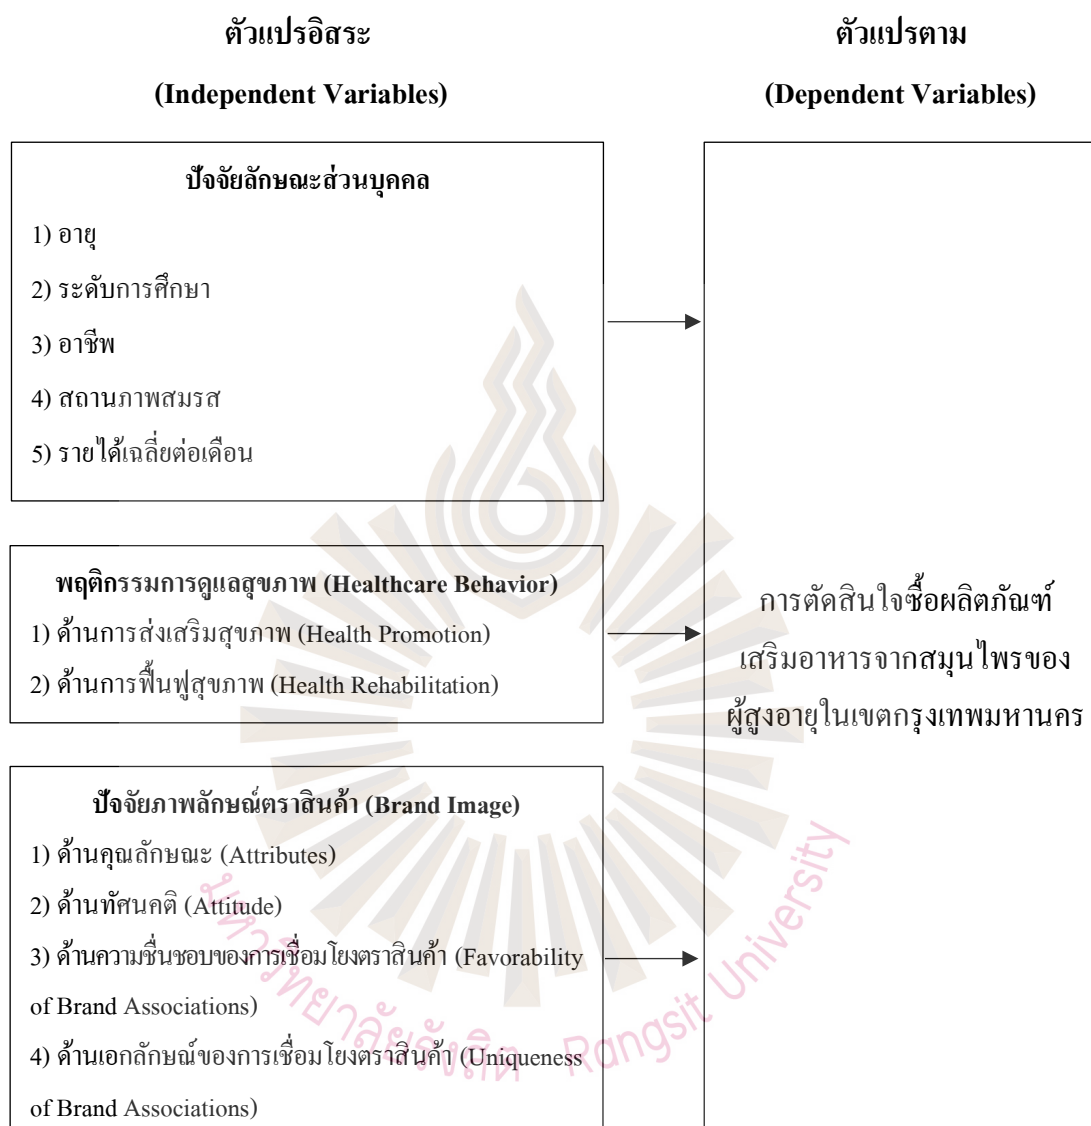 ตัวแปรอิสระ
(Independent Variables)
ตัวแปรตาม
(Dependent Variables)
ปัจจัยลักษณะส่วนบุคคล
1) อายุ
2) ระดับการศึกษา
3) อาชีพ
4) สถานภาพสมรส
5) รายได้เฉลี่ยต่อเดือน
พฤติกรรมการดูแลสุขภาพ (Healthcare Behavior)
1) ด้านการส่งเสริมสุขภาพ (Health Promotion)
2) ด้านการฟื้นฟูสุขภาพ (Health Rehabilitation)
ปัจจัยภาพลักษณ์ตราสินค้า (Brand Image)
1) ด้านคุณลักษณะ (Attributes)
2) ด้านทัศนคติ (Attitude)
3) ด้านความชื่นชอบของการเชื่อมโยงตราสินค้า (Favorability
of Brand Associations)
4) ด้านเอกลักษณ์ของการเชื่อมโยงตราสินค้า (Uniqueness
of Brand Associations)
การตัดสินใจซื้อผลิตภัณฑ์
เสริมอาหารจากสมุนไพรของ
ผู้สูงอายุในเขตกรุงเทพมหานคร
มหาวิทยาลัยรังสิต Rangsit University